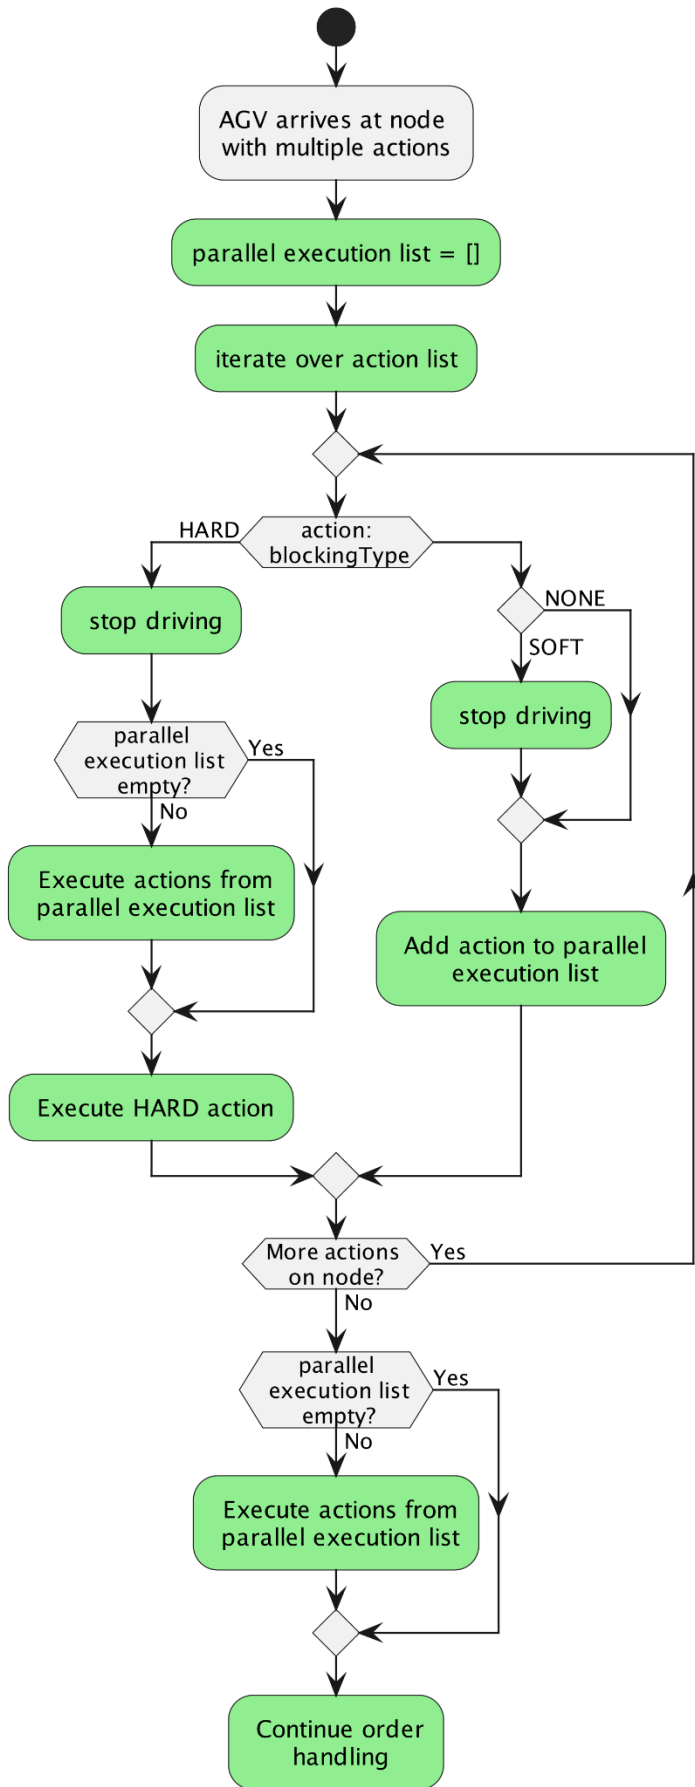 AGV arrives at node
with multiple actions
parallel execution list = []
iterate over action list
HARD
action:
blockingType
stop driving
NONE
SOFT
stop driving
parallel
execution list
empty?
Yes
No
Execute actions from
parallel execution list
Add action to parallel
execution list
Execute HARD action
More actions
on node?
Yes
No
parallel
execution list
empty?
Yes
No
Execute actions from
parallel execution list
Continue order
handling